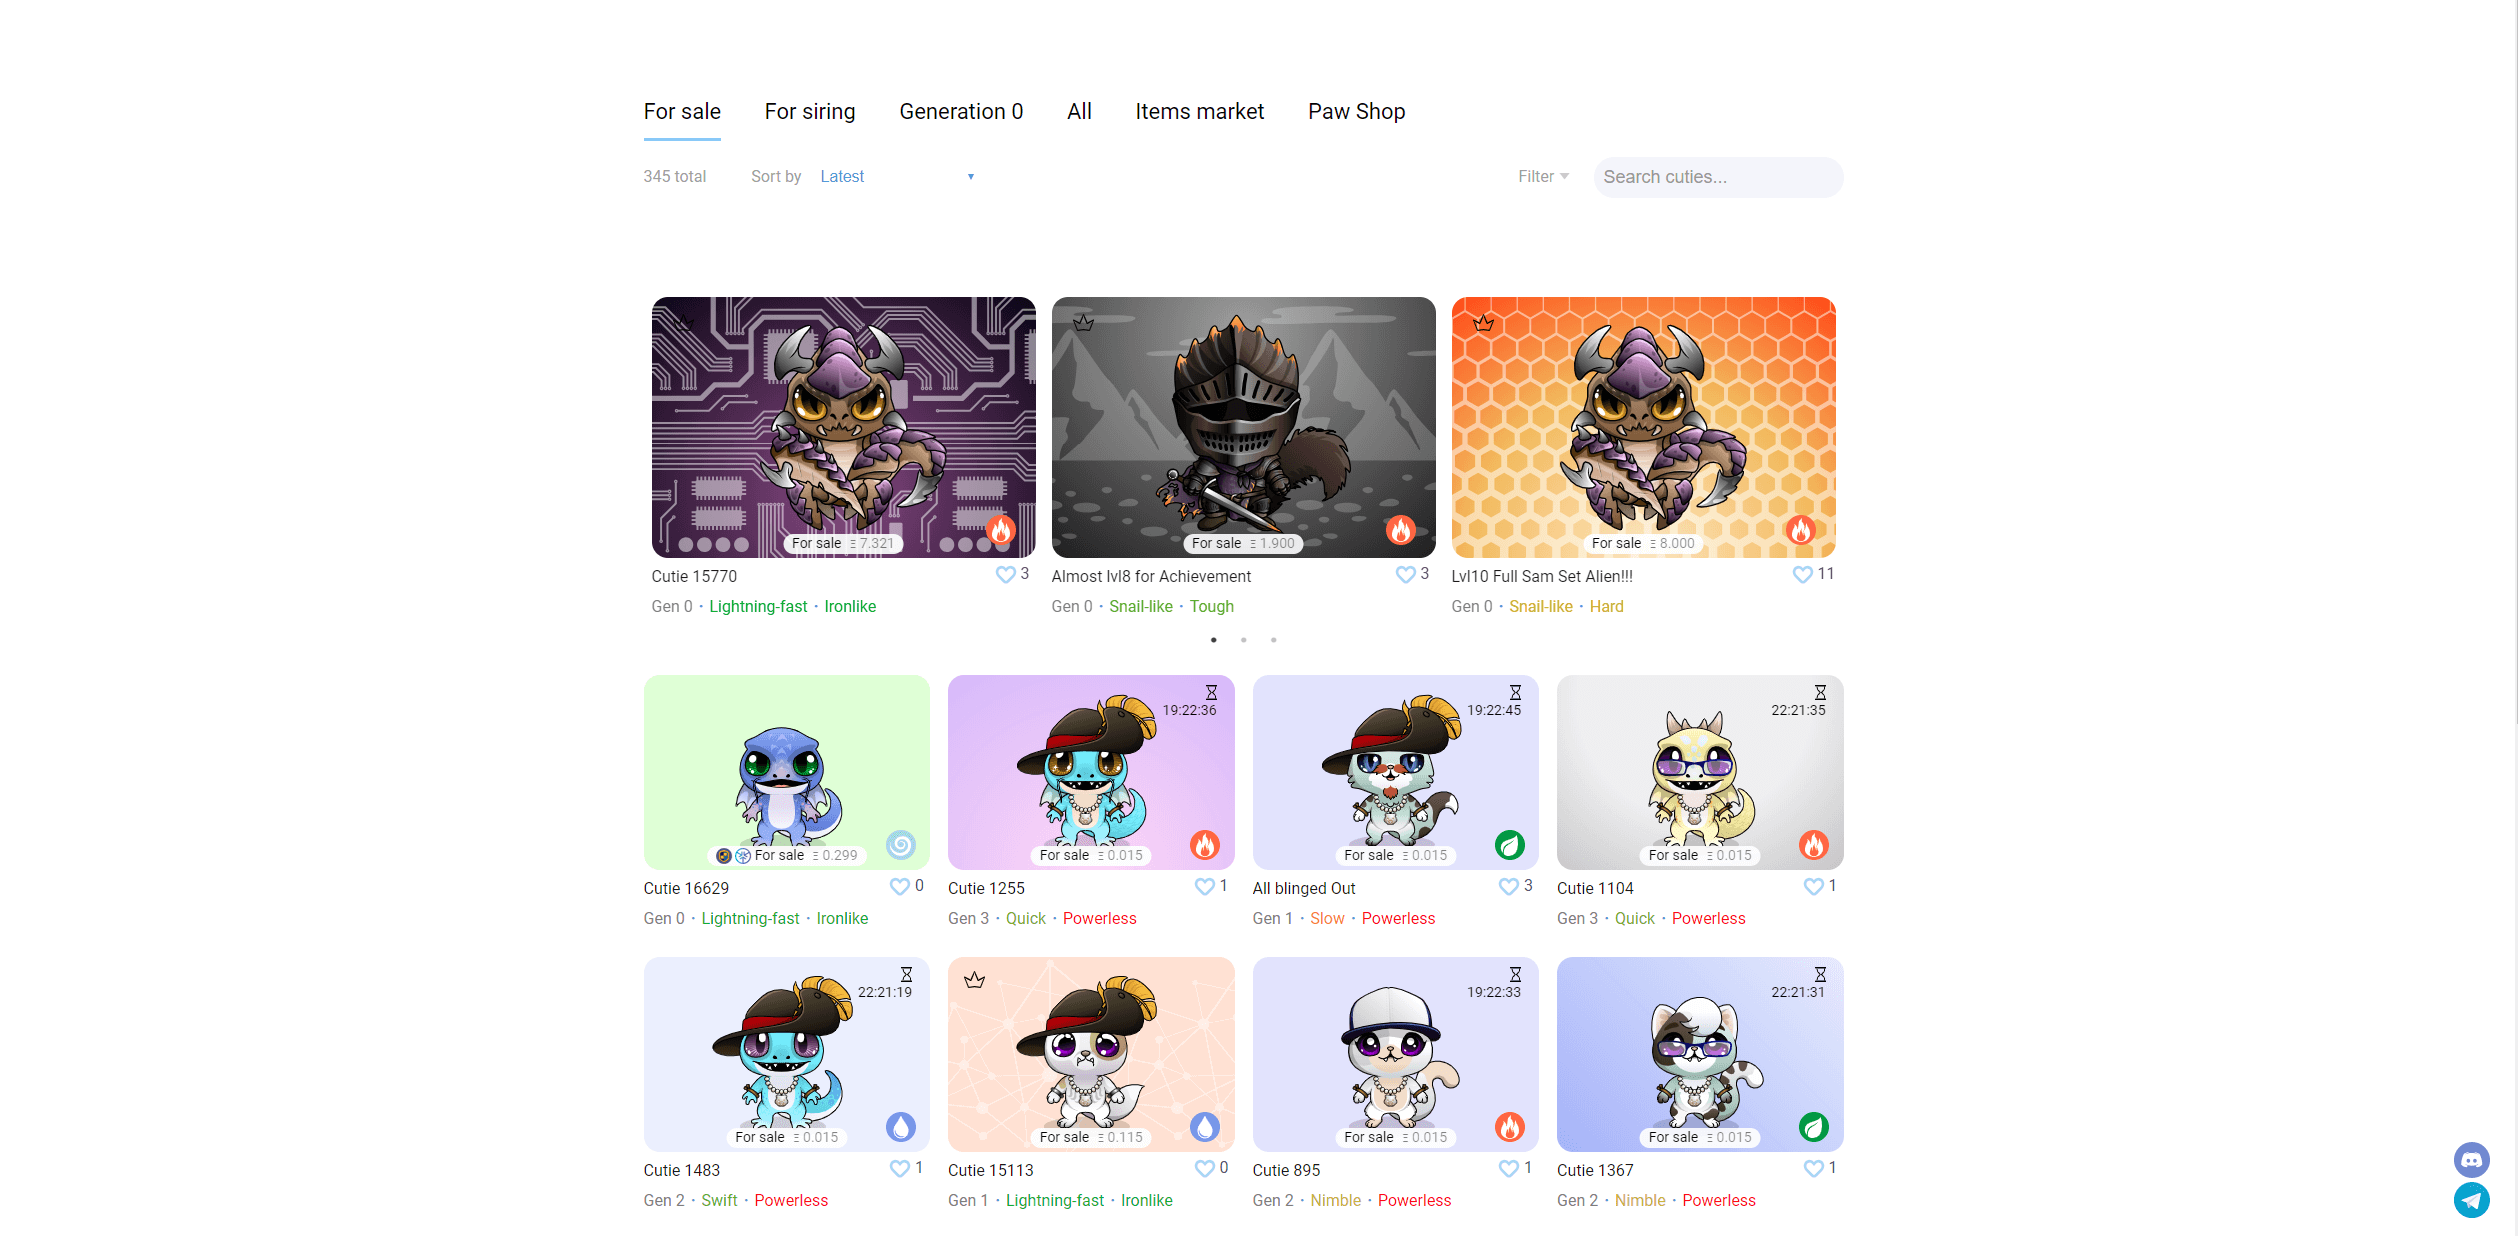 For sale For siring Generation 0 All Items market Paw Shop
345 total Sort by Latest Filter Search cuties...
For sale Ξ 7.321 For sale Ξ 1.900 For sale Ξ 8.000
Cutie 15770 3 Almost lvl8 for Achievement 3 Lvl10 Full Sam Set Alien!!! 11
Gen 0 · Lightning-fast · Ironlike Gen 0 · Snail-like · Tough Gen 0 · Snail-like · Hard
19:22:36 19:22:45 22:21:35
For sale Ξ 0.299 For sale Ξ 0.015 For sale Ξ 0.015 For sale Ξ 0.015
Cutie 16629 0 Cutie 1255 1 All blinged Out 3 Cutie 1104 1
Gen 0 · Lightning-fast · Ironlike Gen 3 · Quick · Powerless Gen 1 · Slow · Powerless Gen 3 · Quick · Powerless
22:21:19 19:22:33 22:21:31
For sale Ξ 0.015 For sale Ξ 0.115 For sale Ξ 0.015 For sale Ξ 0.015
Cutie 1483 1 Cutie 15113 0 Cutie 895 1 Cutie 1367 1
Gen 2 · Swift · Powerless Gen 1 · Lightning-fast · Ironlike Gen 2 · Nimble · Powerless Gen 2 · Nimble · Powerless